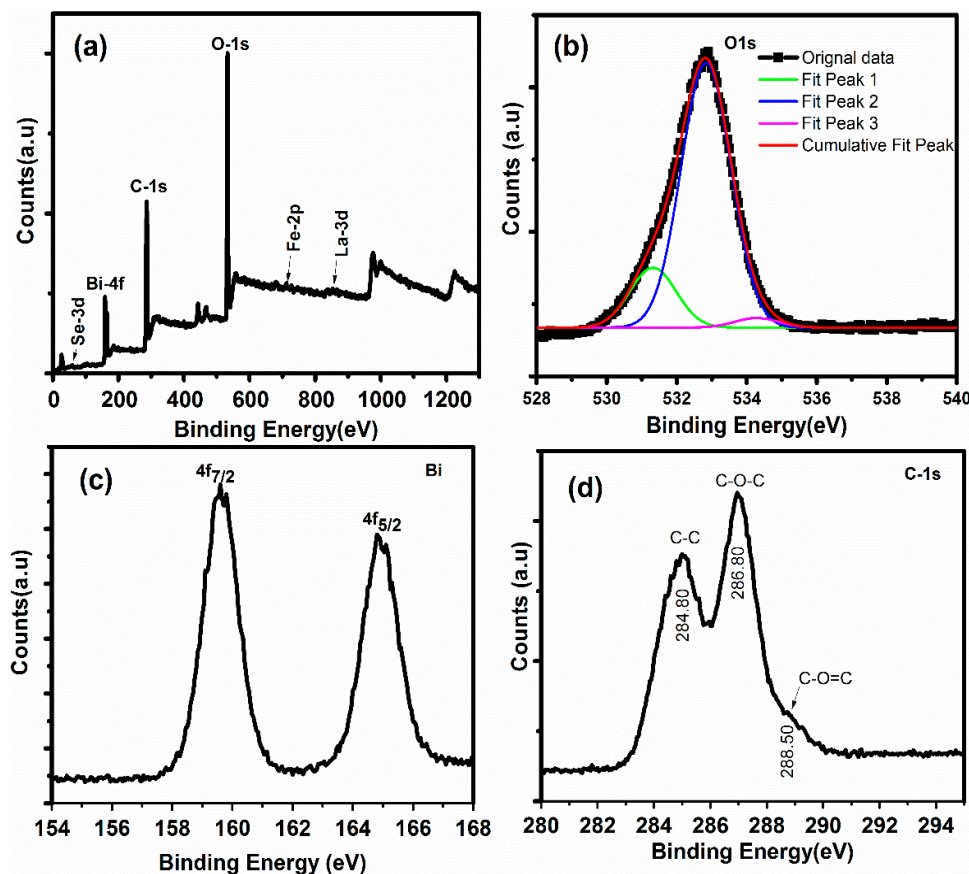 (a)
O-1s
C-1s
Bi-4f
Se-3d
Fe-2p
La-3d
Counts(a.u)
0 200 400 600 800 1000 1200
Binding Energy(eV)
(b)
O1s
Orignal data
Fit Peak 1
Fit Peak 2
Fit Peak 3
Cumulative Fit Peak
Counts (a.u)
528 530 532 534 536 538 540
Binding Energy(eV)
(c)
4f7/2
Bi
4f5/2
Counts(a.u)
154 156 158 160 162 164 166 168
Binding Energy (eV)
(d)
C-O-C
C-1s
C-C
286.80
284.80
C-O=C
288.50
Counts (a.u)
280 282 284 286 288 290 292 294
Binding Energy(eV)